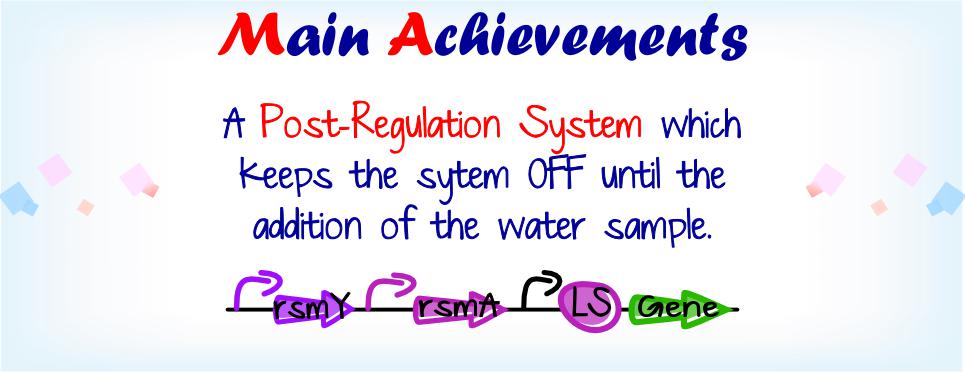 Main Achievements
A Post-Regulation System which
keeps the sytem OFF until the
addition of the water sample.
rsmY rsmA LS Gene